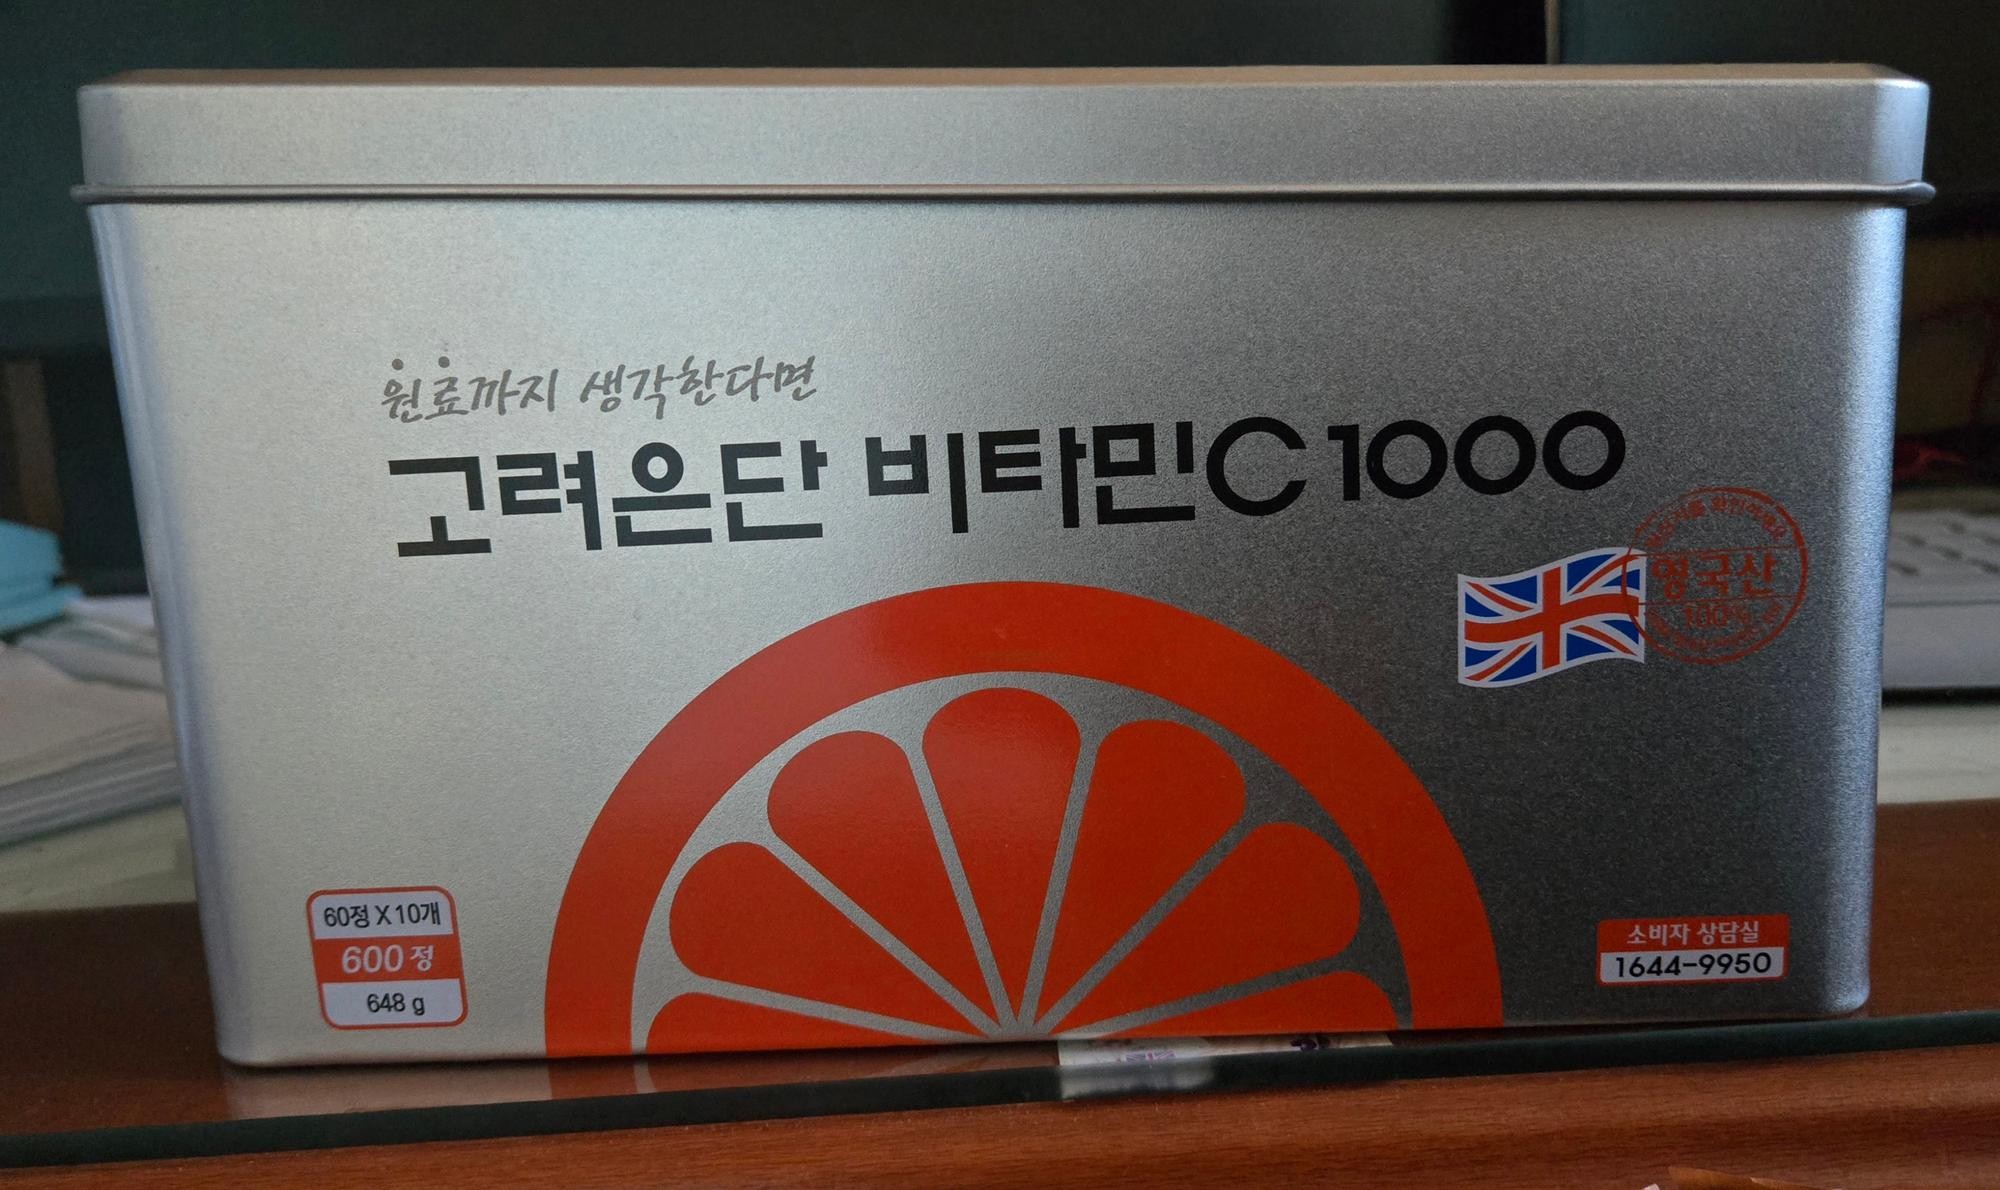 원료까지 생각한다면
고려은단 비타민C 1000
영국산
100%
60정 X 10개
600 정
648 g
소비자 상담실
1644-9950